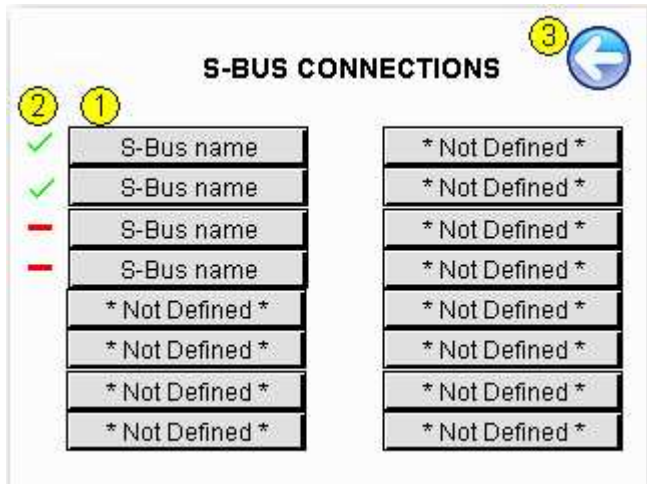 3
S-BUS CONNECTIONS
2 1
S-Bus name * Not Defined *
S-Bus name * Not Defined *
S-Bus name * Not Defined *
S-Bus name * Not Defined *
* Not Defined * * Not Defined *
* Not Defined * * Not Defined *
* Not Defined * * Not Defined *
* Not Defined * * Not Defined *